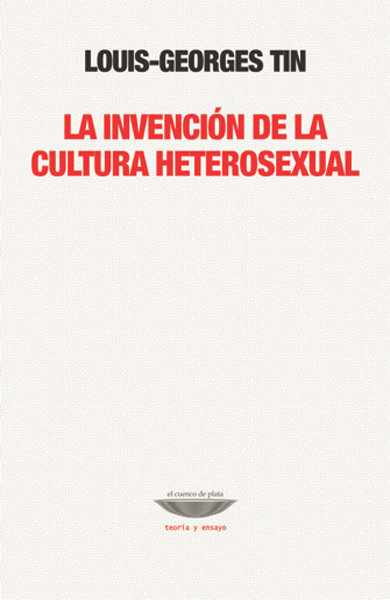 LOUIS-GEORGES TIN
LA INVENCIÓN DE LA
CULTURA HETEROSEXUAL
el cuenco de plata
teoría y ensayo